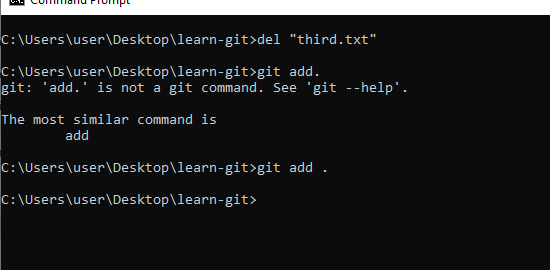 Command Prompt
C:\Users\user\Desktop\learn-git>del "third.txt"
C:\Users\user\Desktop\learn-git>git add.
git: 'add.' is not a git command. See 'git --help'.
The most similar command is
        add
C:\Users\user\Desktop\learn-git>git add .
C:\Users\user\Desktop\learn-git>